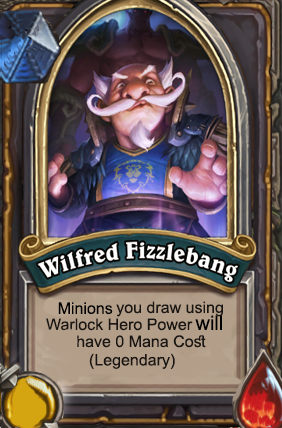 Wilfred Fizzlebang
Minions you draw using
Warlock Hero Power will
have 0 Mana Cost
(Legendary)